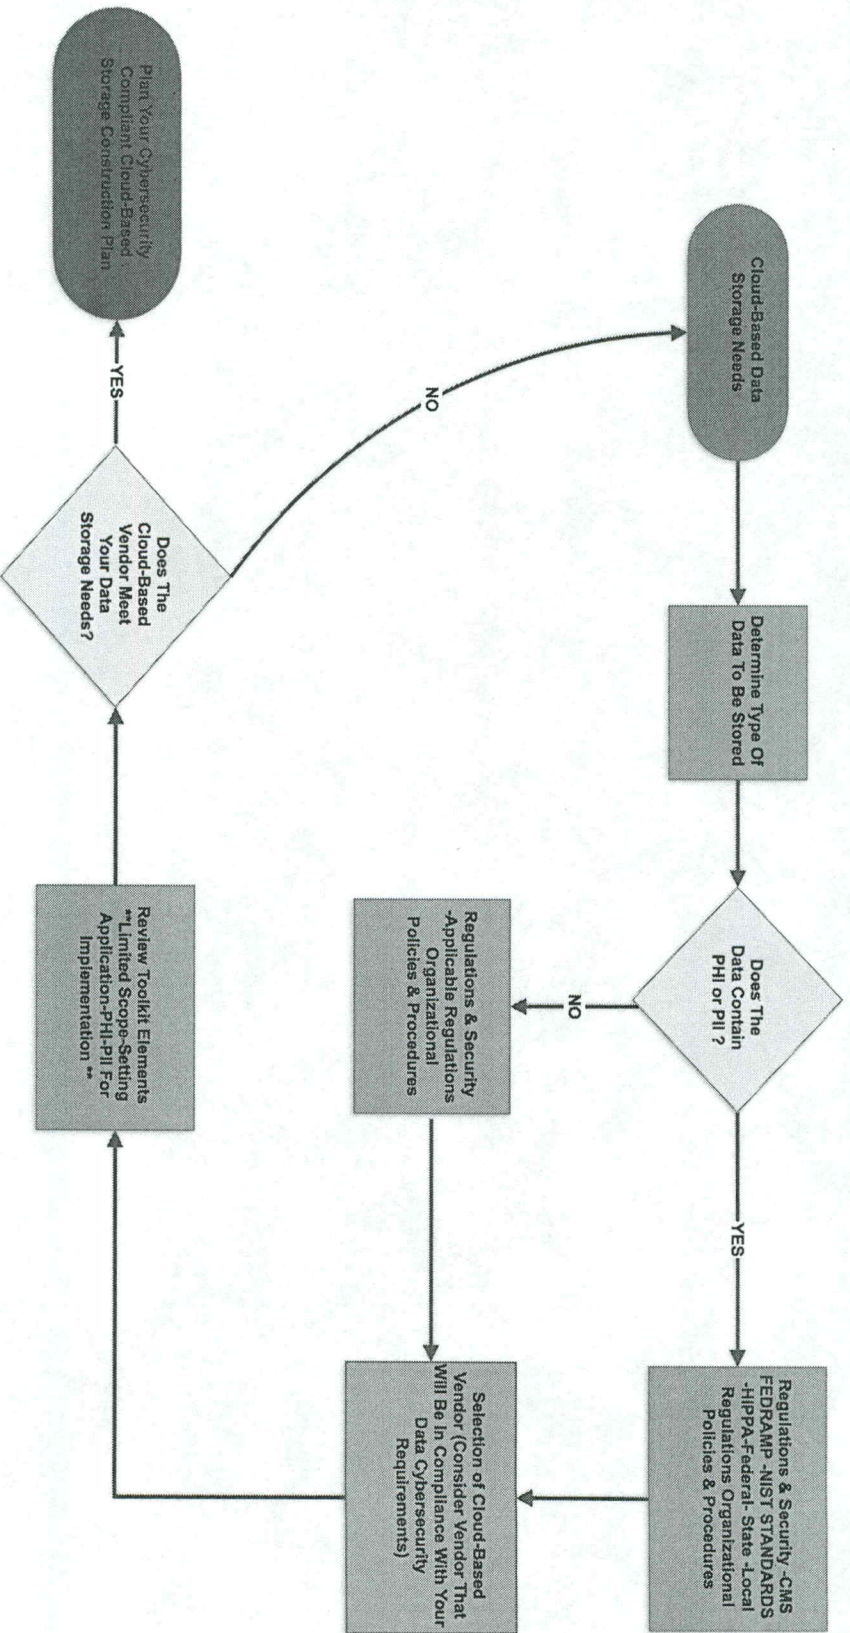 Cloud-Based Data
Storage Needs
Determine Type Of
Data To Be Stored
Does The
Data Contain
PHI or PII ?
YES
Regulations & Security -CMS
FEDRAMP -NIST STANDARDS
-HIPPA-Federal- State -Local
Regulations Organizational
Policies & Procedures
NO
Regulations & Security
-Applicable Regulations
Organizational
Policies & Procedures
Selection of Cloud-Based
Vendor (Consider Vendor That
Will Be In Compliance With Your
Data Cybersecurity
Requirements)
Review Toolkit Elements
**Limited Scope-Setting
Application-PHI-PII For
Implementation **
Does The
Cloud-Based
Vendor Meet
Your Data
Storage Needs?
NO
YES
Plan Your Cybersecurity
Compliant Cloud-Based
Storage Construction Plan